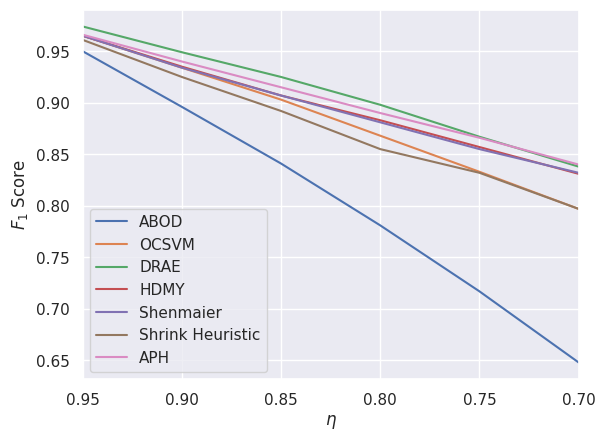 F1 Score
0.95
0.90
0.85
0.80
0.75
0.70
0.65
ABOD
OCSVM
DRAE
HDMY
Shenmaier
Shrink Heuristic
APH
0.95 0.90 0.85 0.80 0.75 0.70
η